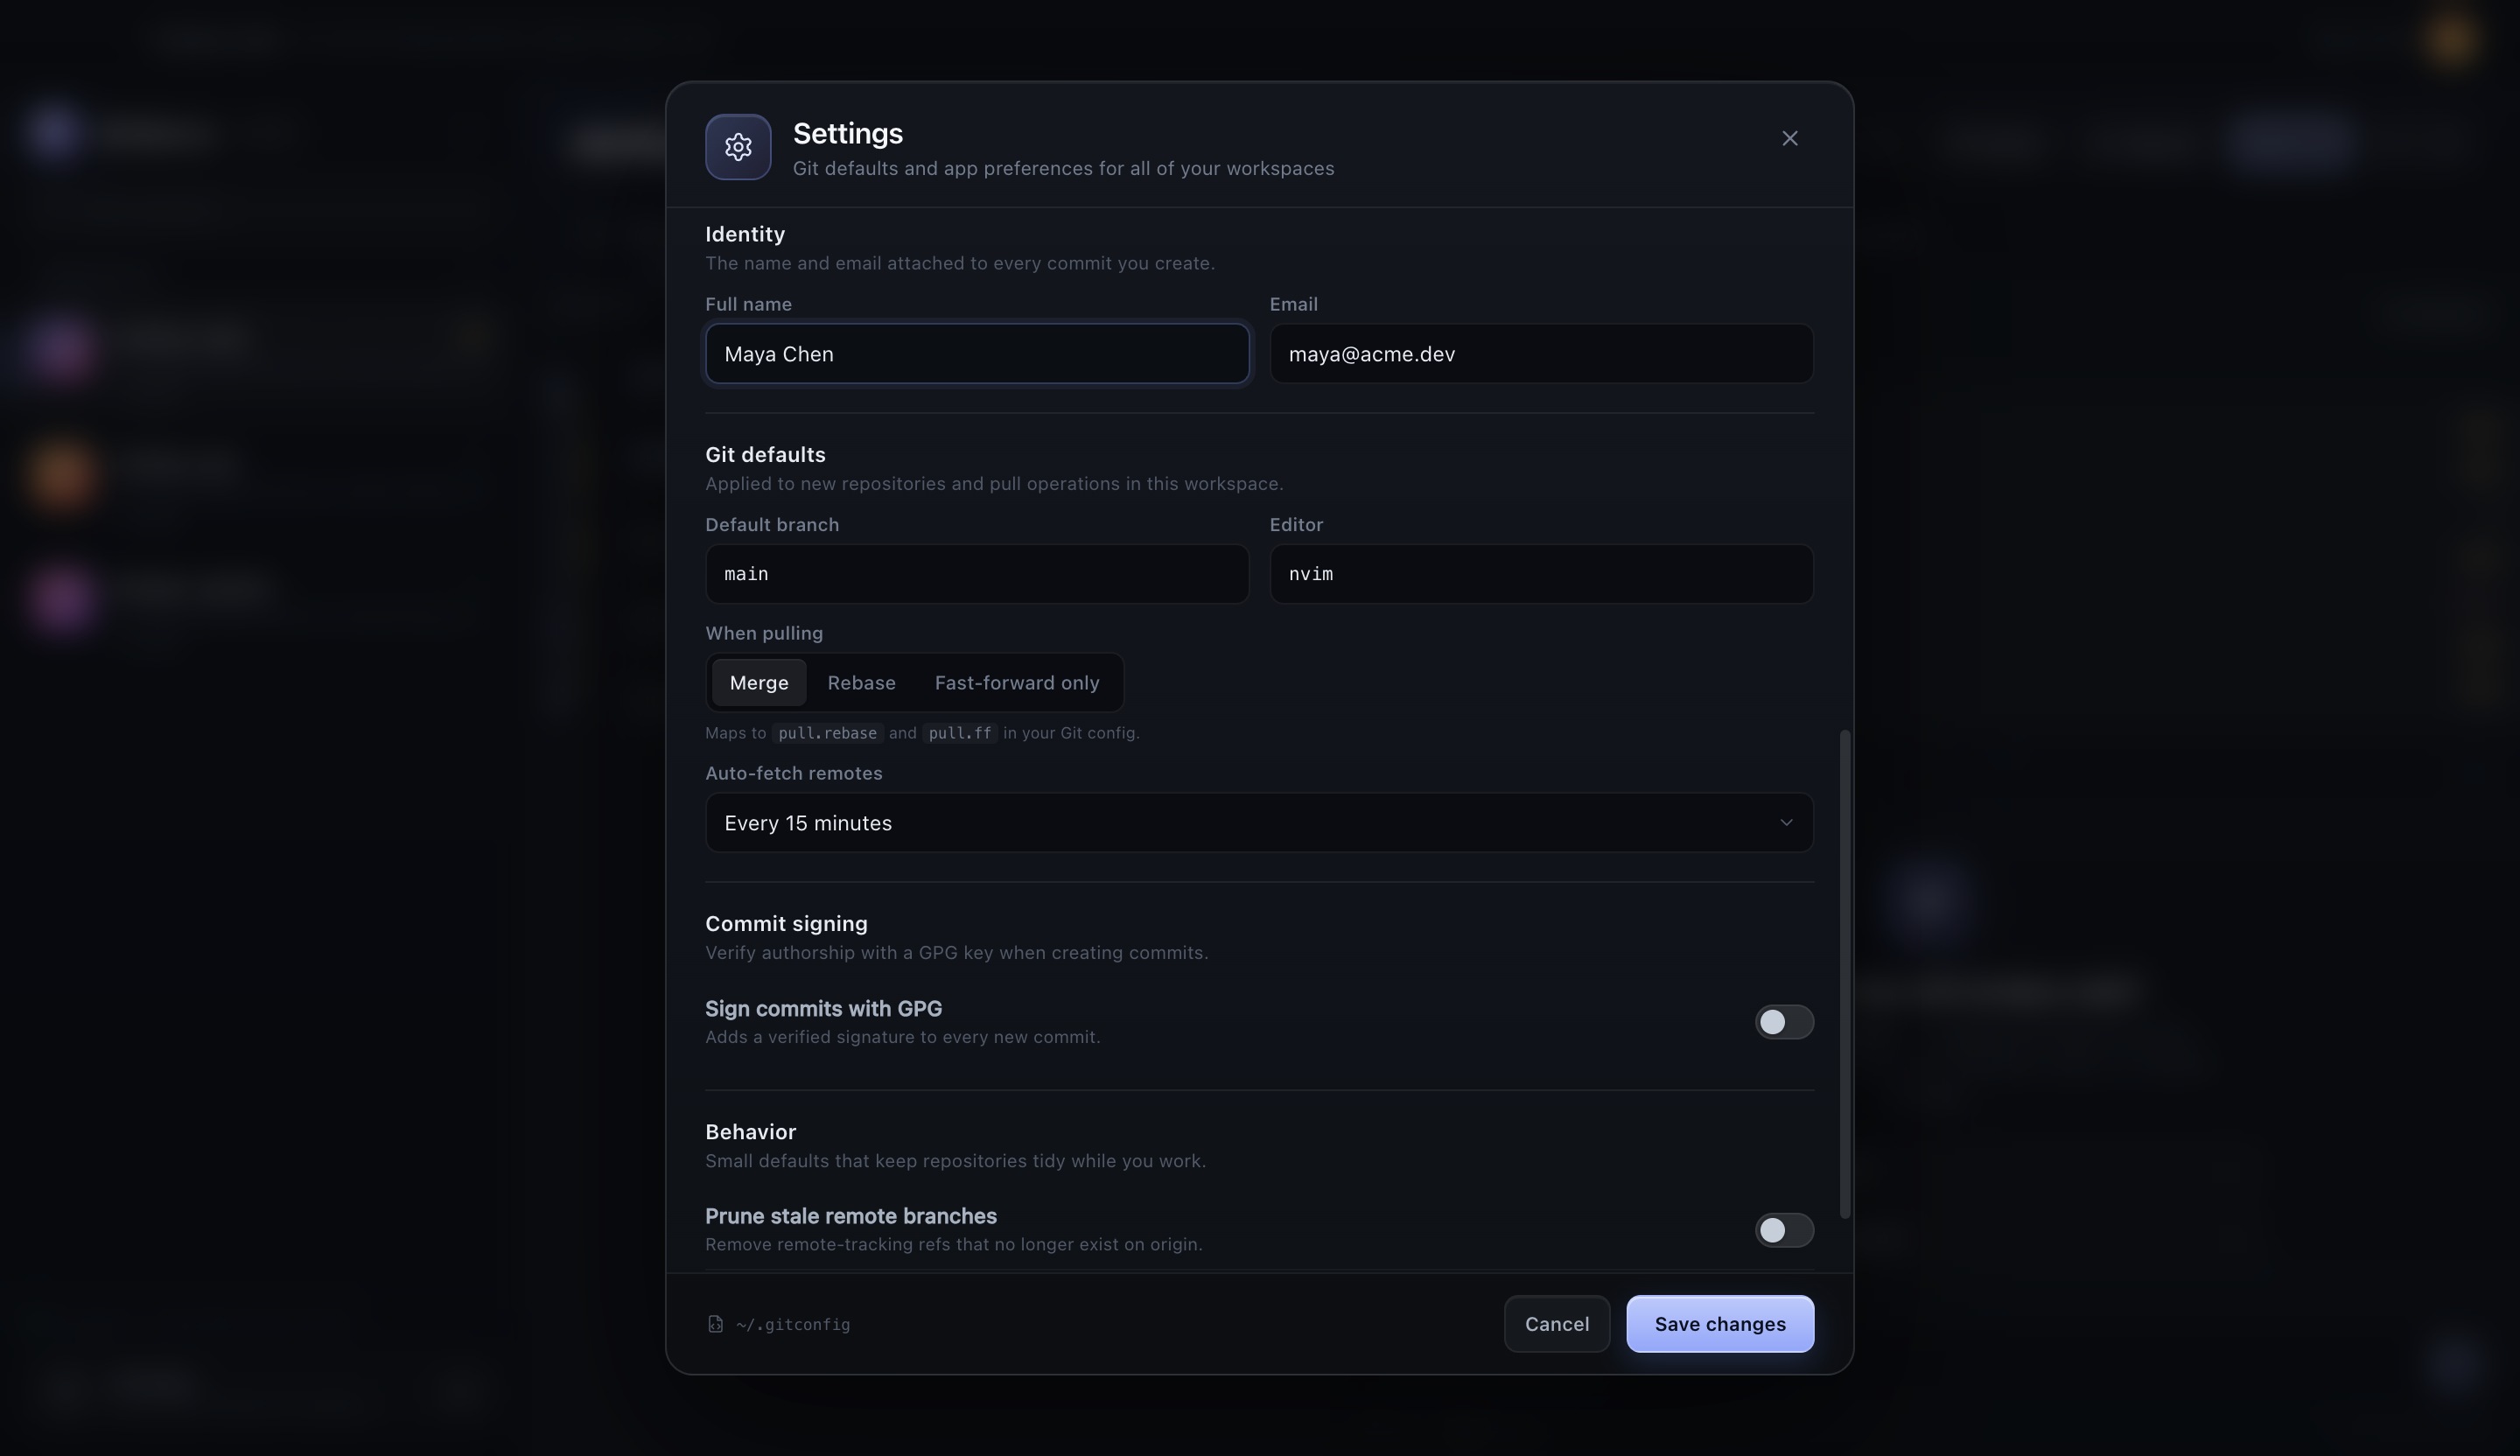 Settings
Git defaults and app preferences for all of your workspaces
Identity
The name and email attached to every commit you create.
Full name
Email
Maya Chen
maya@acme.dev
Git defaults
Applied to new repositories and pull operations in this workspace.
Default branch
Editor
main
nvim
When pulling
Merge
Rebase
Fast-forward only
Maps to pull.rebase and pull.ff in your Git config.
Auto-fetch remotes
Every 15 minutes
Commit signing
Verify authorship with a GPG key when creating commits.
Sign commits with GPG
Adds a verified signature to every new commit.
Behavior
Small defaults that keep repositories tidy while you work.
Prune stale remote branches
Remove remote-tracking refs that no longer exist on origin.
~/.gitconfig
Cancel
Save changes